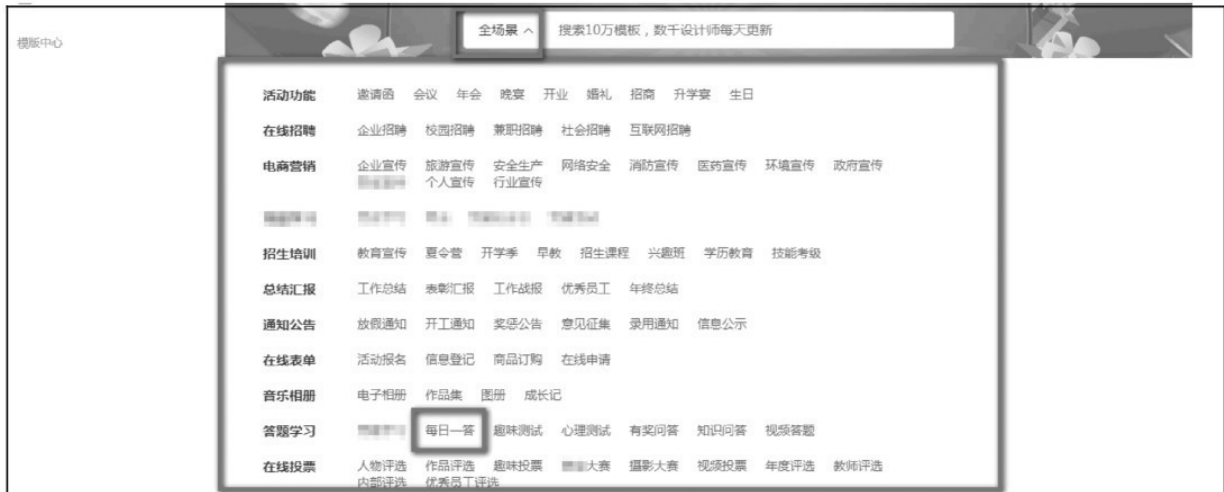 全场景 ︿ 搜索10万模板，数千设计师每天更新
模版中心
活动功能 邀请函 会议 年会 晚宴 开业 婚礼 招商 升学宴 生日
在线招聘 企业招聘 校园招聘 兼职招聘 社会招聘 互联网招聘
电商营销 企业宣传 旅游宣传 安全生产 网络安全 消防宣传 医药宣传 环境宣传 政府宣传
个人宣传 行业宣传
招生培训 教育宣传 夏令营 开学季 早教 招生课程 兴趣班 学历教育 技能考级
总结汇报 工作总结 表彰汇报 工作战报 优秀员工 年终总结
通知公告 放假通知 开工通知 奖惩公告 意见征集 录用通知 信息公示
在线表单 活动报名 信息登记 商品订购 在线申请
音乐相册 电子相册 作品集 图册 成长记
答题学习 每日一答 趣味测试 心理测试 有奖问答 知识问答 视频答题
在线投票 人物评选 作品评选 趣味投票 大赛 摄影大赛 视频投票 年度评选 教师评选
内部评选 优秀员工评选